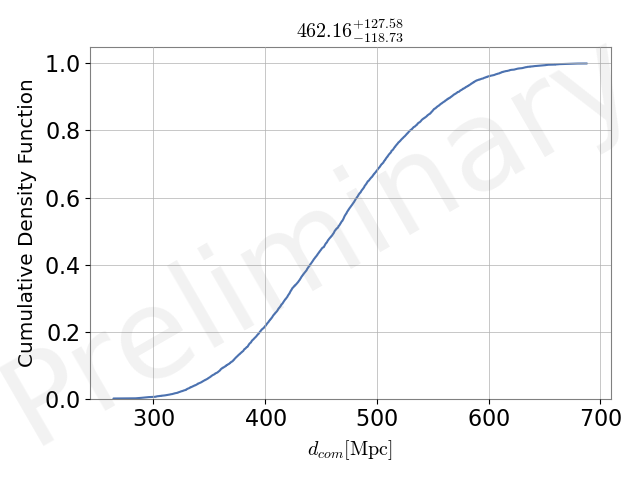 462.16^{+127.58}_{-118.73}
Cumulative Density Function
1.0
0.8
0.6
0.4
0.2
0.0
300 400 500 600 700
d_{com}[Mpc]
Preliminary